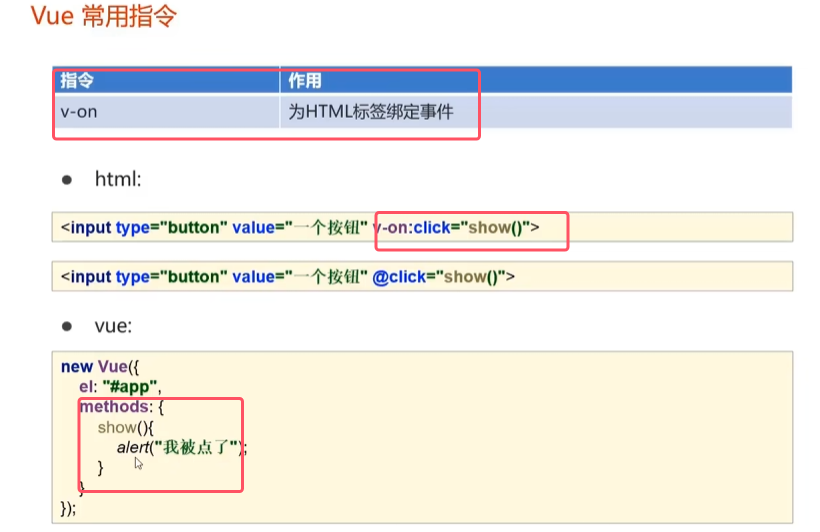 Vue 常用指令
指令 作用
v-on 为HTML标签绑定事件
● html:
<input type="button" value="一个按钮" v-on:click="show()">
<input type="button" value="一个按钮" @click="show()">
● vue:
new Vue({
el: "#app",
methods: {
show(){
alert("我被点了");
}
}
});